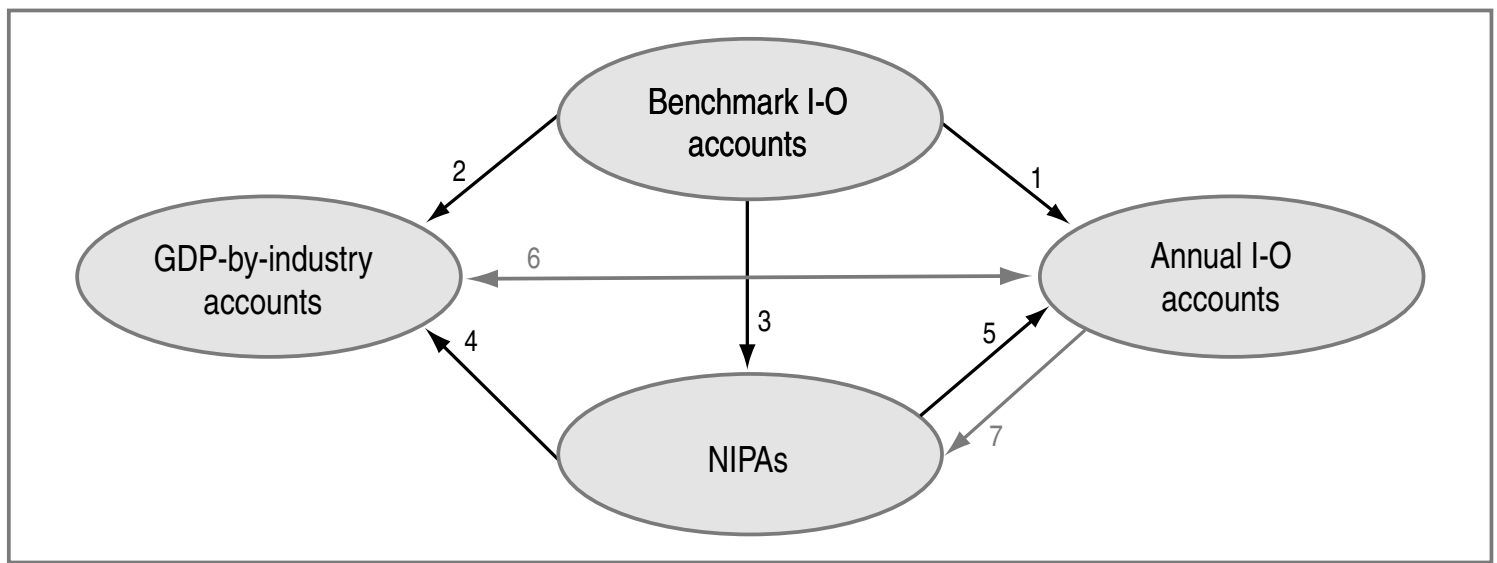 Benchmark I-O
accounts
2
1
GDP-by-industry
accounts
6
Annual I-O
accounts
3
4
5
7
NIPAs